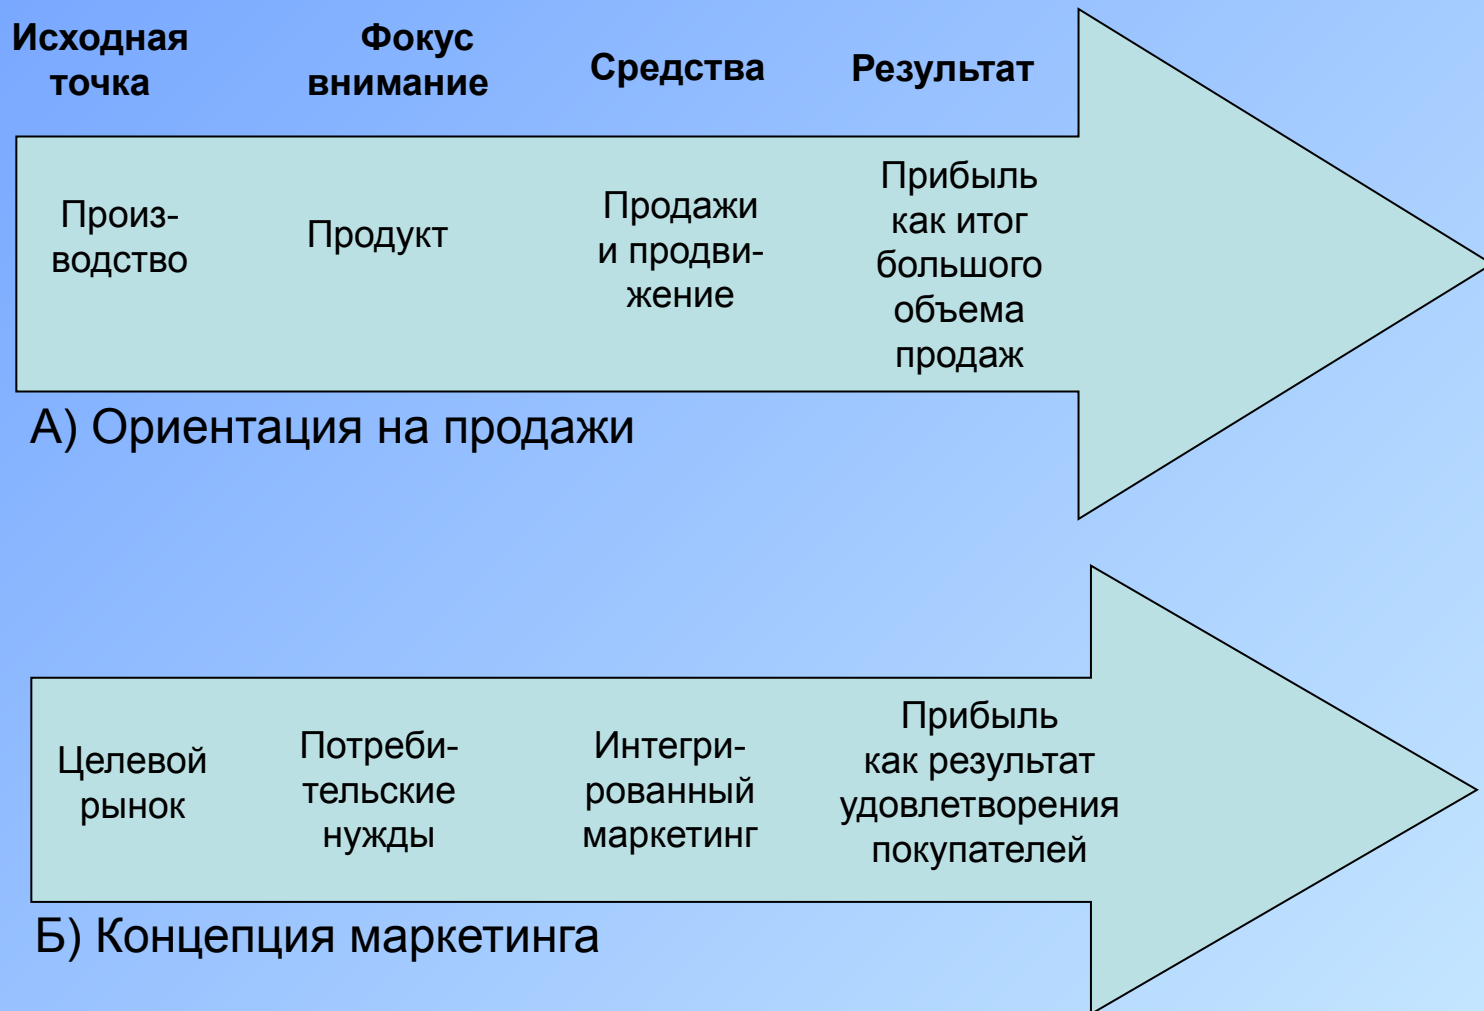 Исходная
точка
Фокус
внимание
Средства
Результат
Произ-
водство
Продукт
Продажи
и продви-
жение
Прибыль
как итог
большого
объема
продаж
А) Ориентация на продажи
Целевой
рынок
Потреби-
тельские
нужды
Интегри-
рованный
маркетинг
Прибыль
как результат
удовлетворения
покупателей
Б) Концепция маркетинга